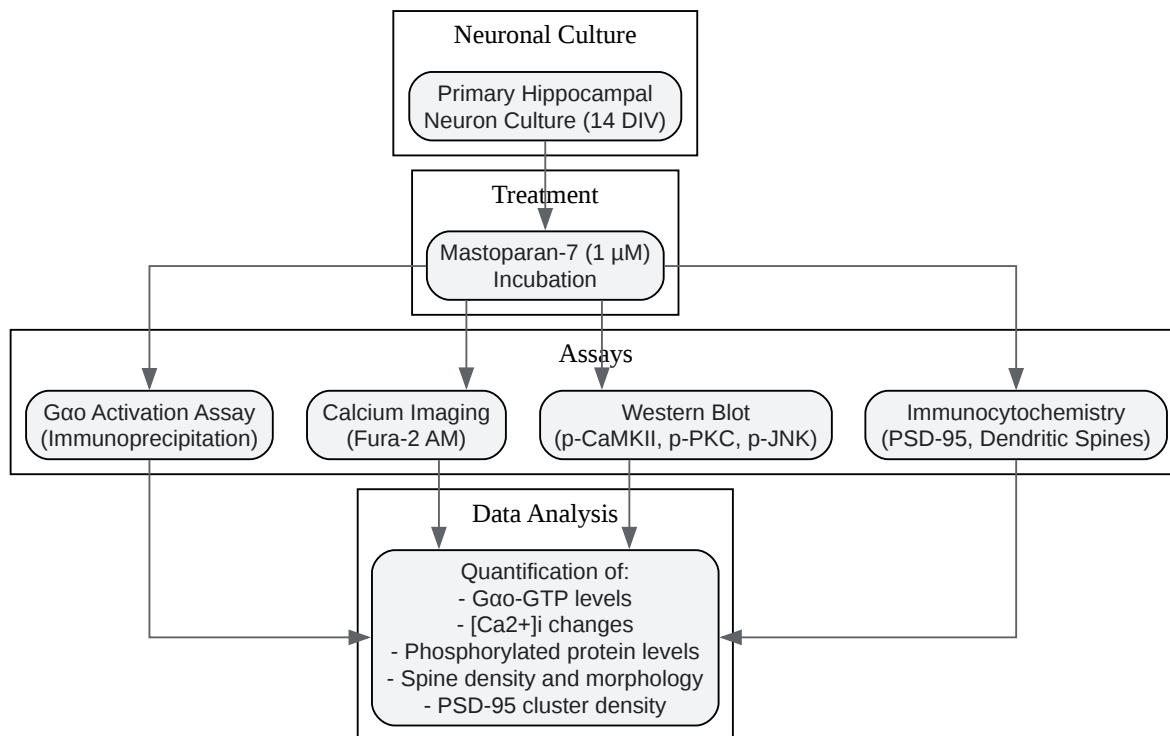 Neuronal Culture
Primary Hippocampal
Neuron Culture (14 DIV)
Treatment
Mastoparan-7 (1 µM)
Incubation
Assays
Gαo Activation Assay
(Immunoprecipitation)
Calcium Imaging
(Fura-2 AM)
Western Blot
(p-CaMKII, p-PKC, p-JNK)
Immunocytochemistry
(PSD-95, Dendritic Spines)
Data Analysis
Quantification of:
- Gαo-GTP levels
- [Ca2+]i changes
- Phosphorylated protein levels
- Spine density and morphology
- PSD-95 cluster density